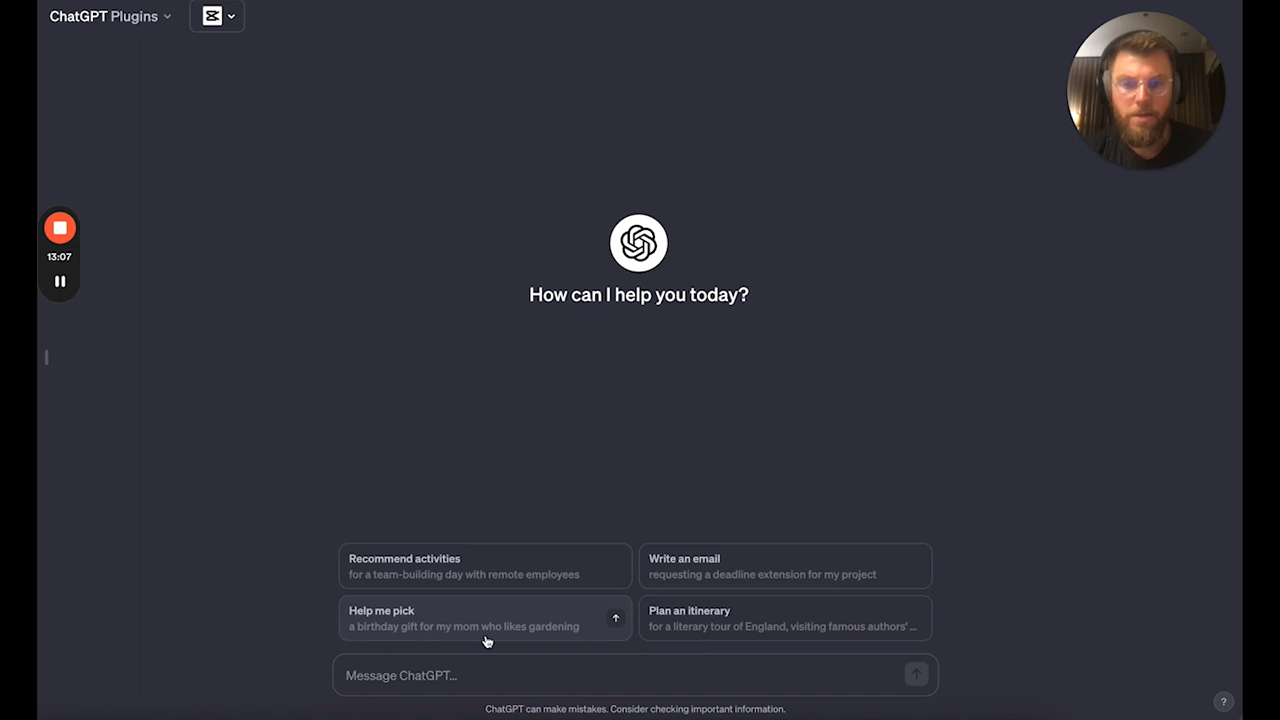 ChatGPT Plugins
13:07
How can I help you today?
Recommend activities
for a team-building day with remote employees
Write an email
requesting a deadline extension for my project
Help me pick
a birthday gift for my mom who likes gardening
Plan an itinerary
for a literary tour of England, visiting famous authors' ...
Message ChatGPT...
ChatGPT can make mistakes. Consider checking important information.
?